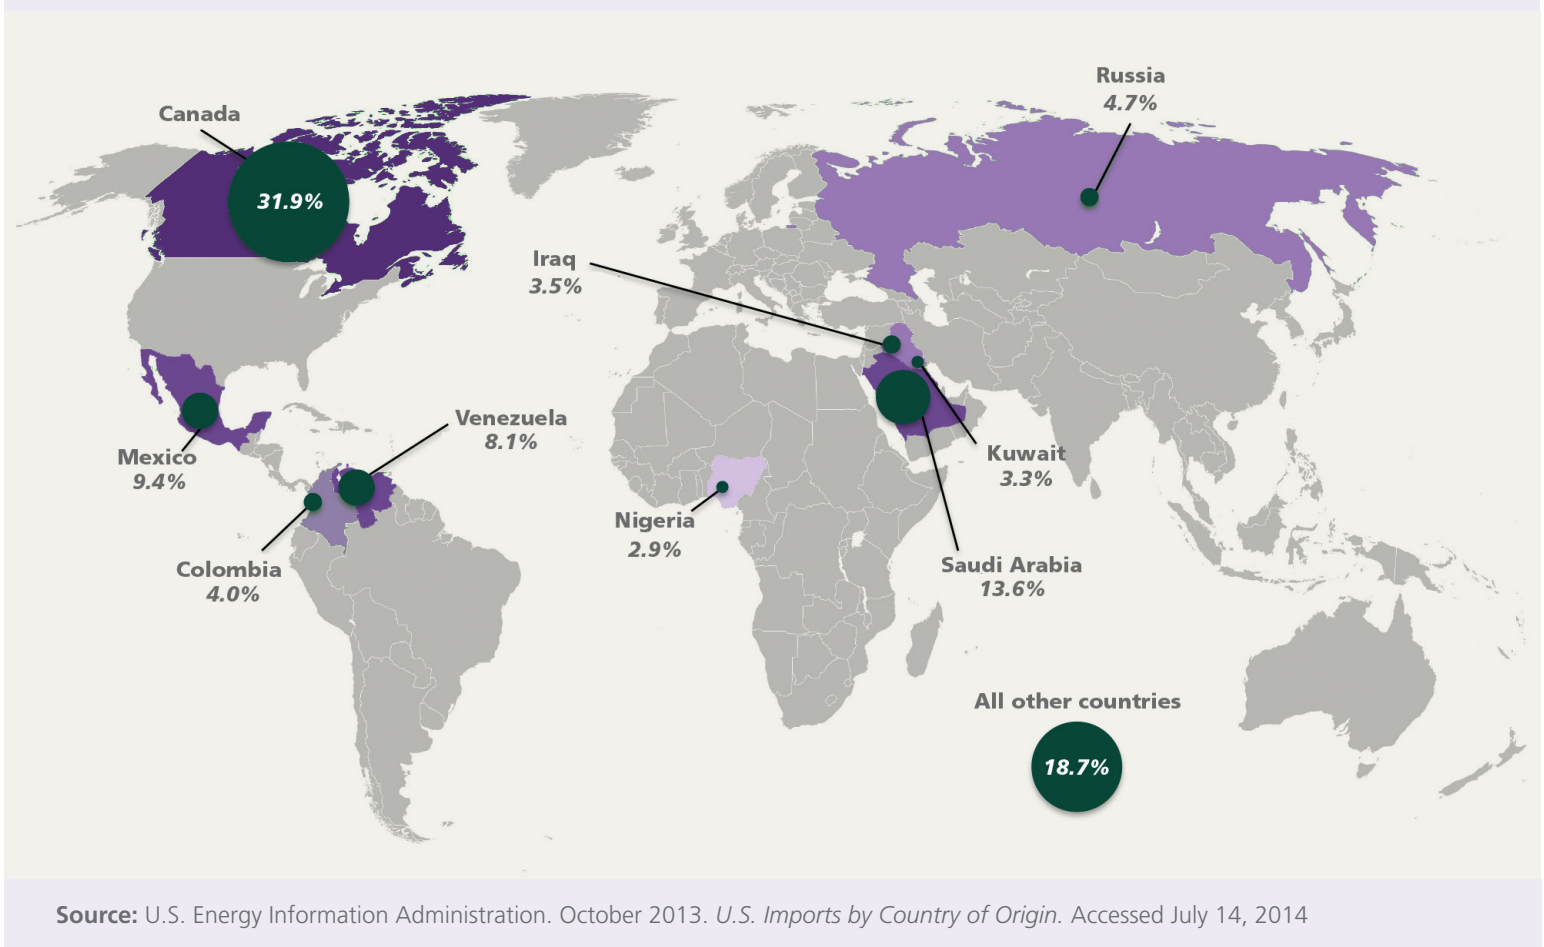 Russia
4.7%
Canada
31.9%
Iraq
3.5%
Venezuela
8.1%
Mexico
9.4%
Kuwait
3.3%
Nigeria
2.9%
Colombia
4.0%
Saudi Arabia
13.6%
All other countries
18.7%
Source: U.S. Energy Information Administration. October 2013. U.S. Imports by Country of Origin. Accessed July 14, 2014